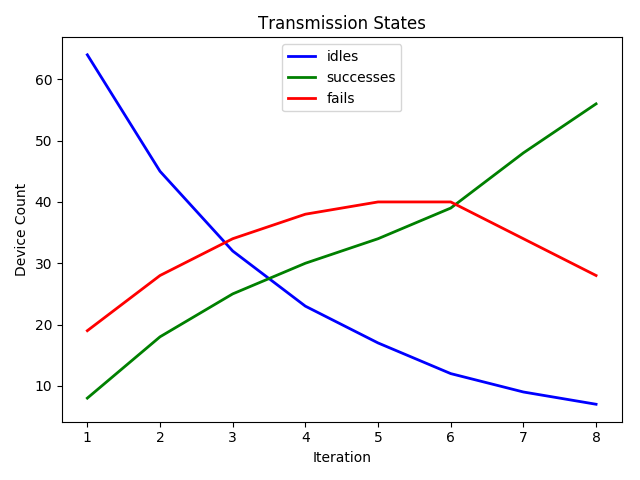 Transmission States
idles
successes
fails
Device Count
60
50
40
30
20
10
1 2 3 4 5 6 7 8
Iteration